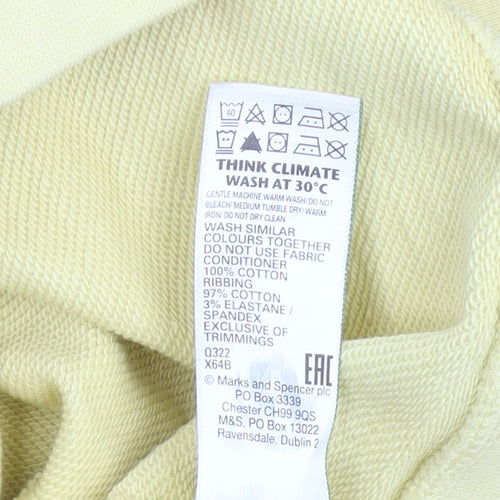 40
THINK CLIMATE
WASH AT 30°C
GENTLE MACHINE WARM WASH/DO NOT
BLEACH/MEDIUM TUMBLE DRY/WARM
IRON/DO NOT DRY CLEAN
WASH SIMILAR
COLOURS TOGETHER
DO NOT USE FABRIC
CONDITIONER
100% COTTON
RIBBING
97% COTTON
3% ELASTANE/
SPANDEX
EXCLUSIVE OF
TRIMMINGS
Q322
X64B
EAC
© Marks and Spencer plc
PO Box 3339
Chester CH99 9QS
M&S, PO Box 13022
Ravensdale, Dublin 2